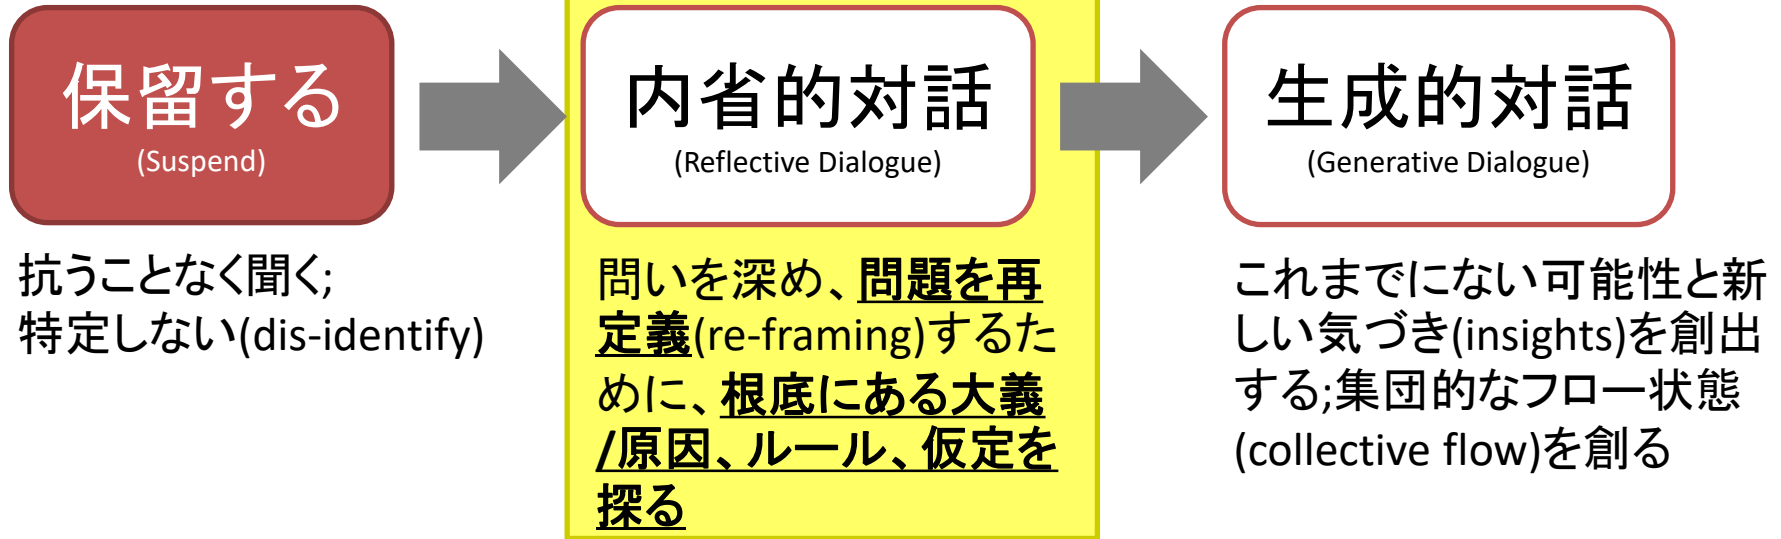 保留する
(Suspend)
抗うことなく聞く;
特定しない(dis-identify)
内省的対話
(Reflective Dialogue)
問いを深め、問題を再
定義(re-framing)するた
めに、根底にある大義
/原因、ルール、仮定を
探る
生成的対話
(Generative Dialogue)
これまでにない可能性と新
しい気づき(insights)を創出
する;集団的なフロー状態
(collective flow)を創る